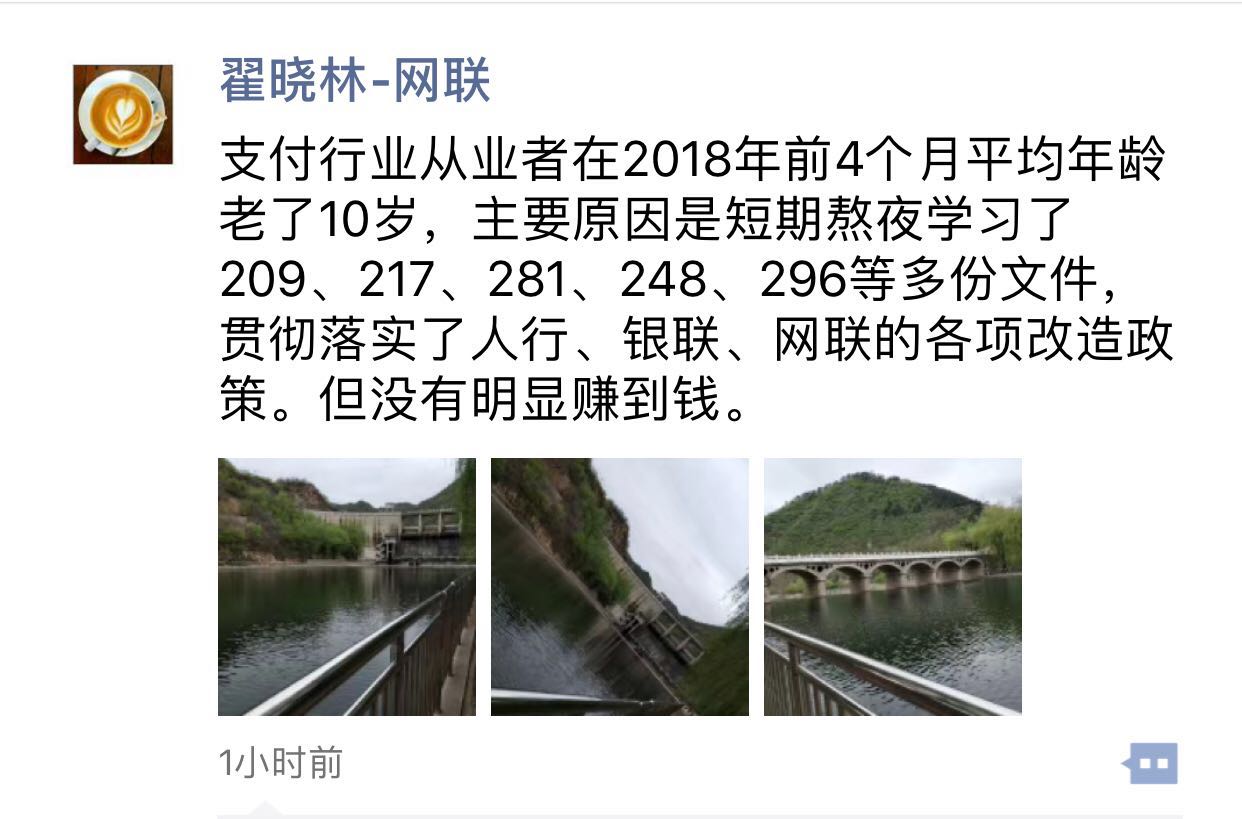 翟晓林-网联
支付行业从业者在2018年前4个月平均年龄
老了10岁，主要原因是短期熬夜学习了
209、217、281、248、296等多份文件，
贯彻落实了人行、银联、网联的各项改造政
策。但没有明显赚到钱。
1小时前